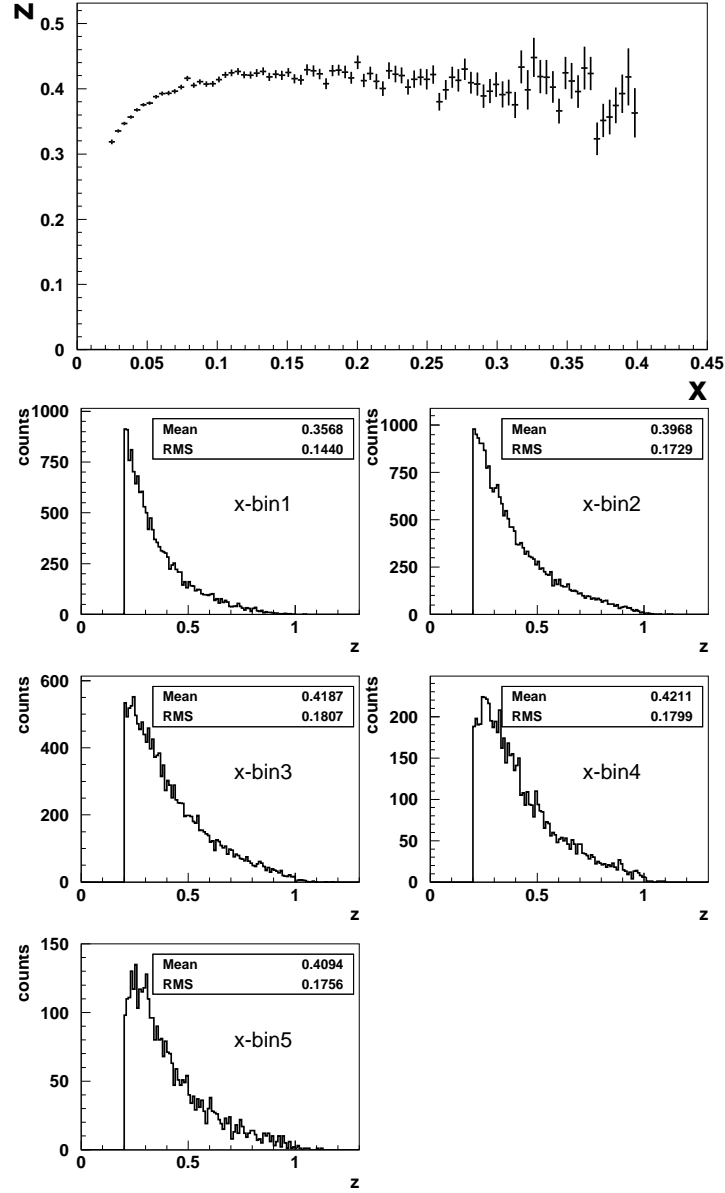 z
0.5
0.4
0.3
0.2
0.1
0
0 0.05 0.1 0.15 0.2 0.25 0.3 0.35 0.4 0.45
x
counts
1000
750
500
250
0
Mean 0.3568
RMS 0.1440
x-bin1
0 0.5 1
z
counts
1000
750
500
250
0
Mean 0.3968
RMS 0.1729
x-bin2
0 0.5 1
z
counts
600
400
200
0
Mean 0.4187
RMS 0.1807
x-bin3
0 0.5 1
z
counts
200
150
100
50
0
Mean 0.4211
RMS 0.1799
x-bin4
0 0.5 1
z
counts
150
100
50
0
Mean 0.4094
RMS 0.1756
x-bin5
0 0.5 1
z